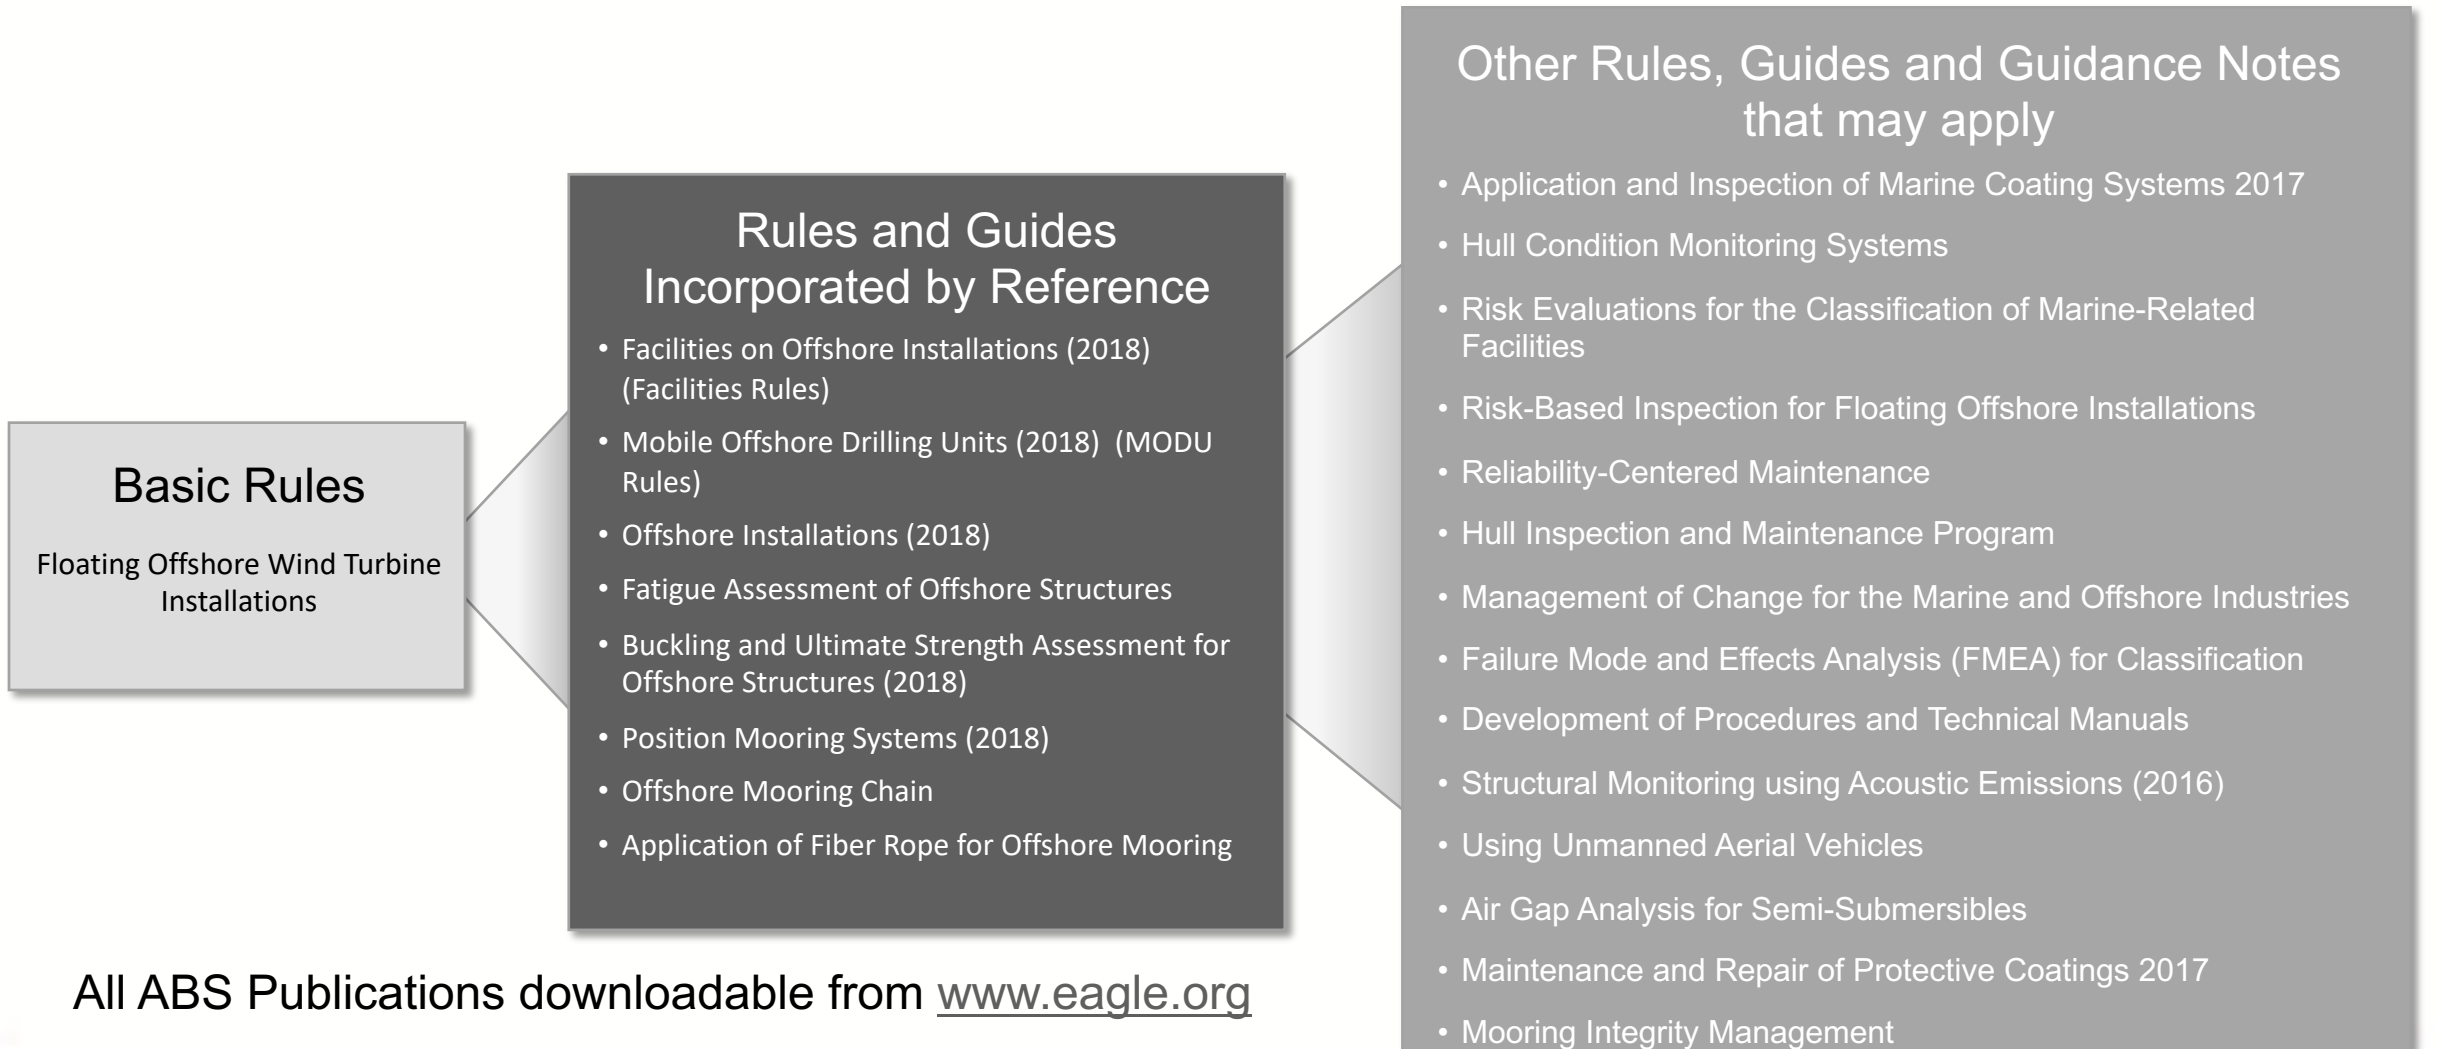 Basic Rules
Floating Offshore Wind Turbine
Installations
Rules and Guides
Incorporated by Reference
• Facilities on Offshore Installations (2018)
(Facilities Rules)
• Mobile Offshore Drilling Units (2018)  (MODU
Rules)
• Offshore Installations (2018)
• Fatigue Assessment of Offshore Structures
• Buckling and Ultimate Strength Assessment for
Offshore Structures (2018)
• Position Mooring Systems (2018)
• Offshore Mooring Chain
• Application of Fiber Rope for Offshore Mooring
Other Rules, Guides and Guidance Notes
that may apply
• Application and Inspection of Marine Coating Systems 2017
• Hull Condition Monitoring Systems
• Risk Evaluations for the Classification of Marine-Related
Facilities
• Risk-Based Inspection for Floating Offshore Installations
• Reliability-Centered Maintenance
• Hull Inspection and Maintenance Program
• Management of Change for the Marine and Offshore Industries
• Failure Mode and Effects Analysis (FMEA) for Classification
• Development of Procedures and Technical Manuals
• Structural Monitoring using Acoustic Emissions (2016)
• Using Unmanned Aerial Vehicles
• Air Gap Analysis for Semi-Submersibles
• Maintenance and Repair of Protective Coatings 2017
• Mooring Integrity Management
All ABS Publications downloadable from www.eagle.org